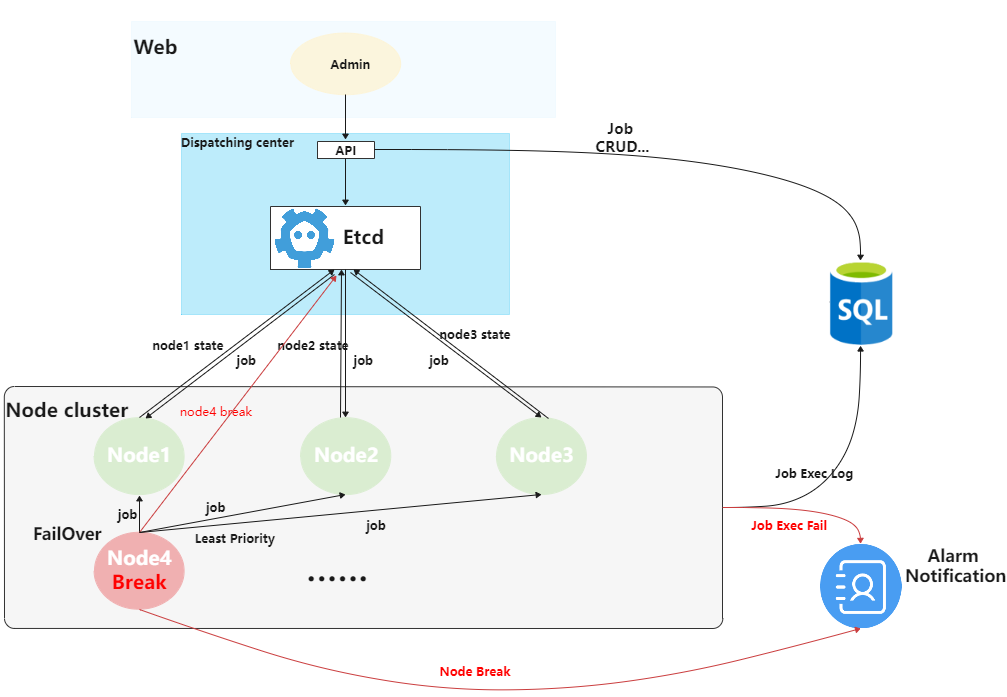 Web
Admin
Dispatching center
API
Job
CRUD...
Etcd
SQL
node1 state
job
node2 state
job
node3 state
job
Node cluster
node4 break
Node1
Node2
Node3
job
job
job
FailOver
Least Priority
Node4
Break
......
Job Exec Log
Job Exec Fail
Alarm
Notification
Node Break